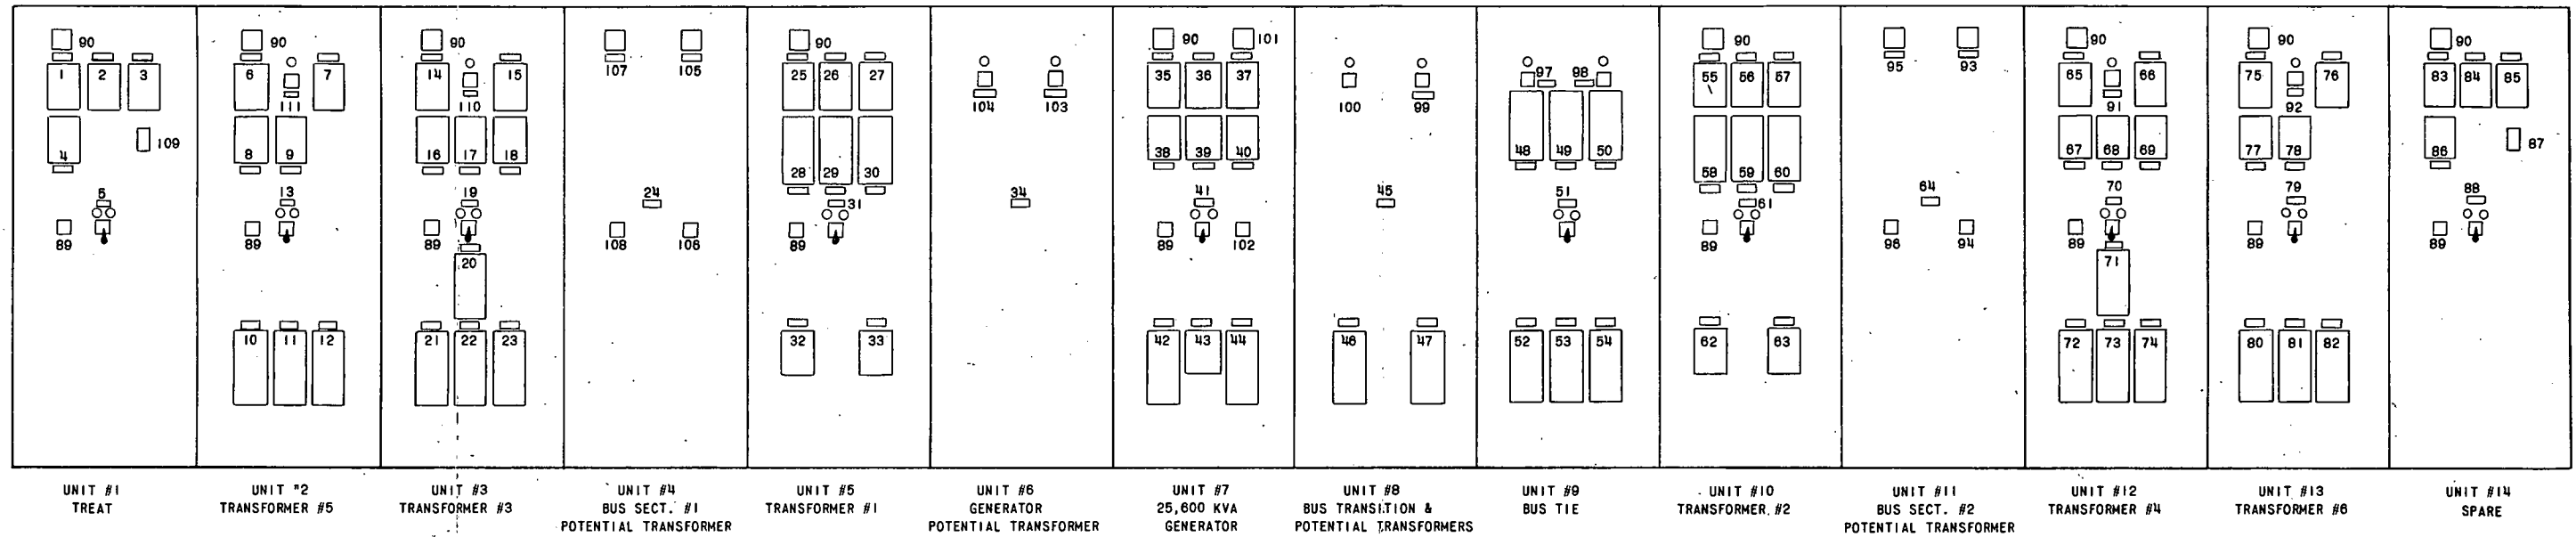 90
1 2 3
4
109
5
89
UNIT #1
TREAT
90
6 7
111
8 9
13
89
10 11 12
UNIT "2
TRANSFORMER #5
90
14 15
110
16 17 18
19
89
20
21 22 23
UNIT #3
TRANSFORMER #3
107 105
24
108 106
UNIT #4
BUS SECT. #1
POTENTIAL TRANSFORMER
90
25 26 27
28 29 30
31
89
32 33
UNIT #5
TRANSFORMER #1
104 103
34
UNIT #6
GENERATOR
POTENTIAL TRANSFORMER
90 101
35 36 37
38 39 40
41
89 102
42 43 44
UNIT #7
25,600 KVA
GENERATOR
100 99
45
46 47
UNIT #8
BUS TRANSITION &
POTENTIAL TRANSFORMERS
97 98
48 49 50
51
52 53 54
UNIT #9
BUS TIE
90
55 56 57
58 59 60
61
89
62 63
UNIT #10
TRANSFORMER #2
95 93
64
96 94
UNIT #11
BUS SECT. #2
POTENTIAL TRANSFORMER
90
65 66
91
67 68 69
70
89
71
72 73 74
UNIT #12
TRANSFORMER #4
90
75 76
92
77 78
79
89
80 81 82
UNIT #13
TRANSFORMER #6
90
83 84 85
86
87
88
89
UNIT #14
SPARE